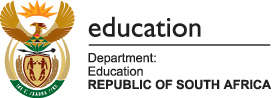 education
Department:
Education
REPUBLIC OF SOUTH AFRICA